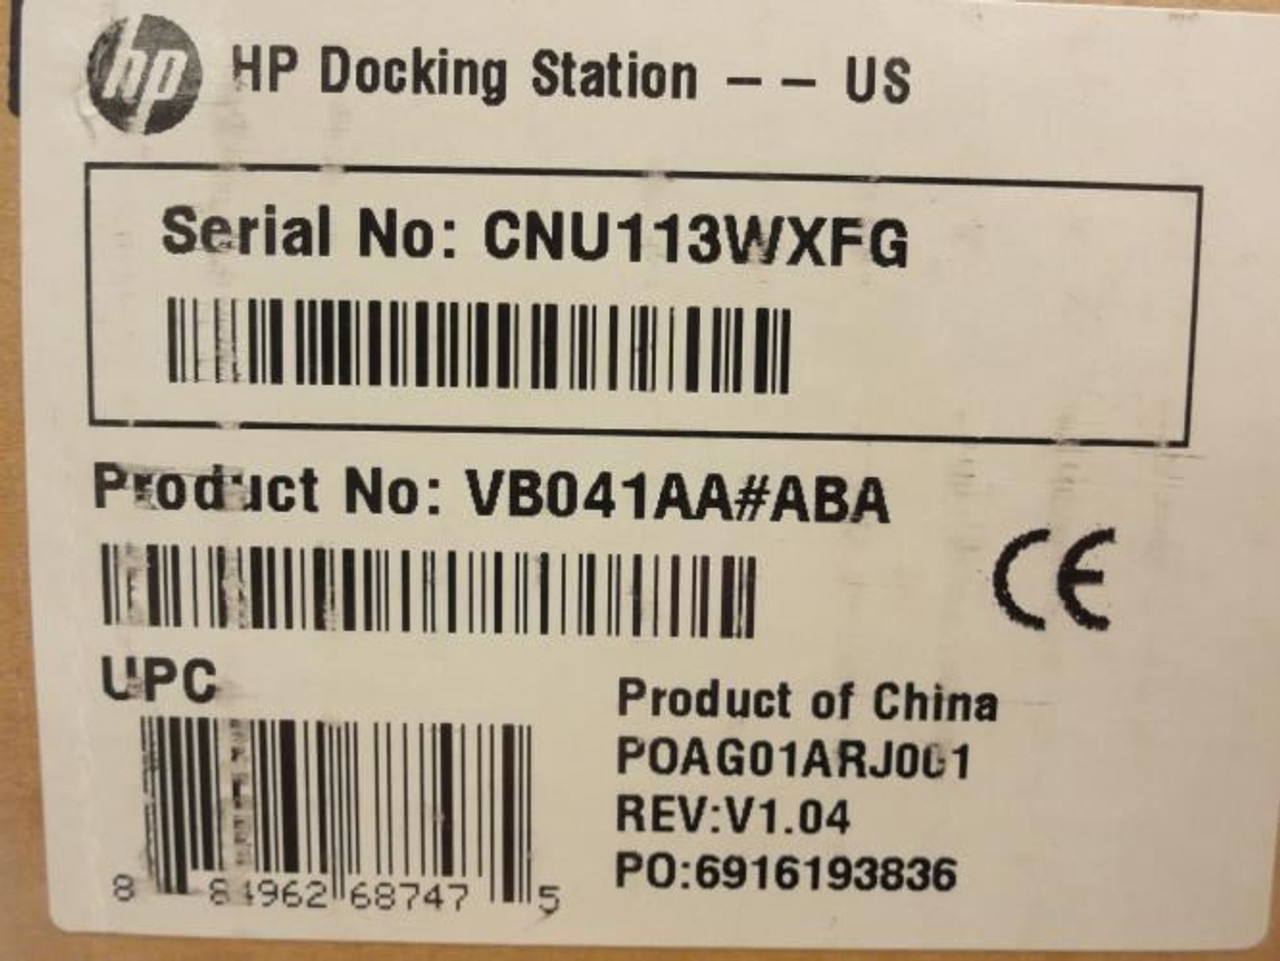 hp
HP Docking Station -- US
Serial No: CNU113WXFG
Product No: VB041AA#ABA
CE
UPC
8 84962 68747 5
Product of China
POAG01ARJ001
REV:V1.04
PO:6916193836